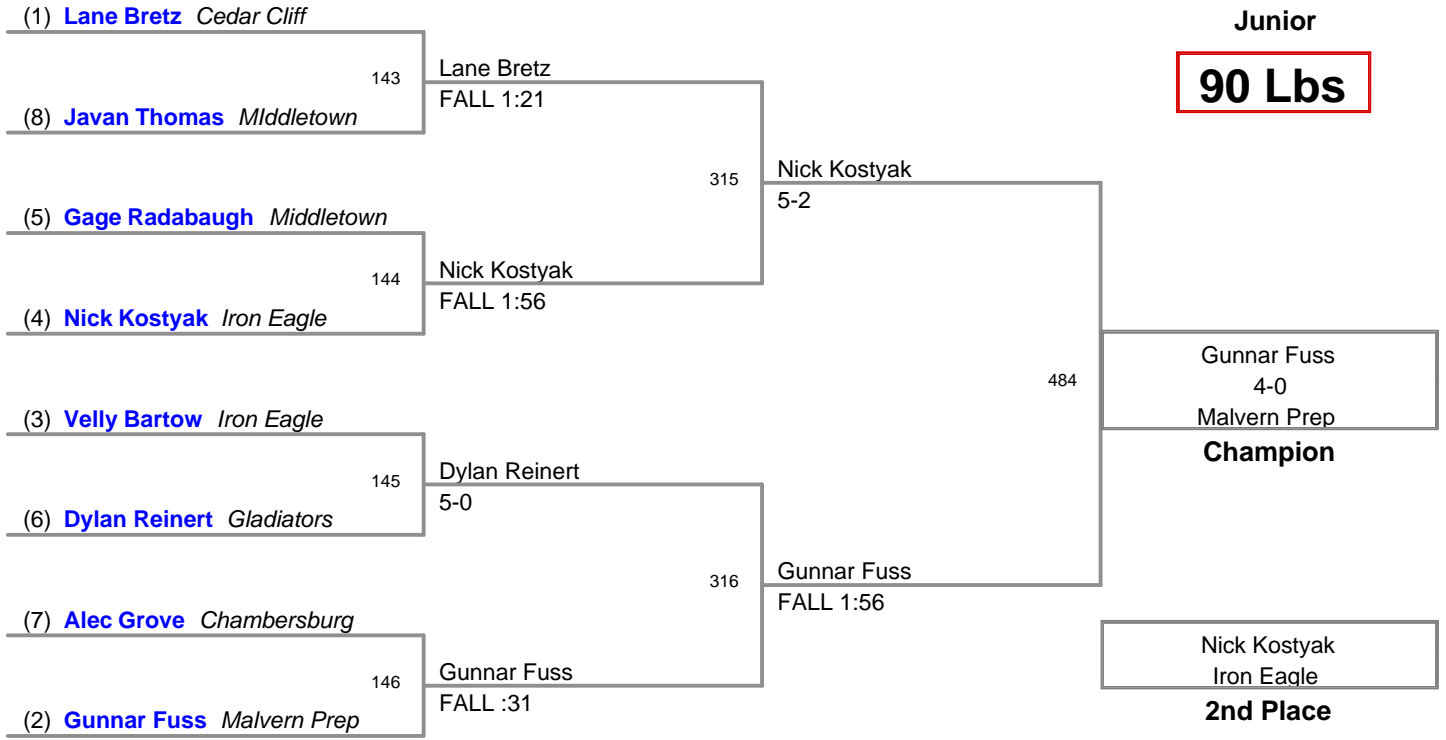 (1) Lane Bretz Cedar Cliff
Junior
143
Lane Bretz
FALL 1:21
90 Lbs
(8) Javan Thomas MIddletown
315
Nick Kostyak
5-2
(5) Gage Radabaugh Middletown
144
Nick Kostyak
FALL 1:56
(4) Nick Kostyak Iron Eagle
484
Gunnar Fuss
4-0
Malvern Prep
Champion
(3) Velly Bartow Iron Eagle
145
Dylan Reinert
5-0
(6) Dylan Reinert Gladiators
316
Gunnar Fuss
FALL 1:56
(7) Alec Grove Chambersburg
146
Gunnar Fuss
FALL :31
(2) Gunnar Fuss Malvern Prep
Nick Kostyak
Iron Eagle
2nd Place